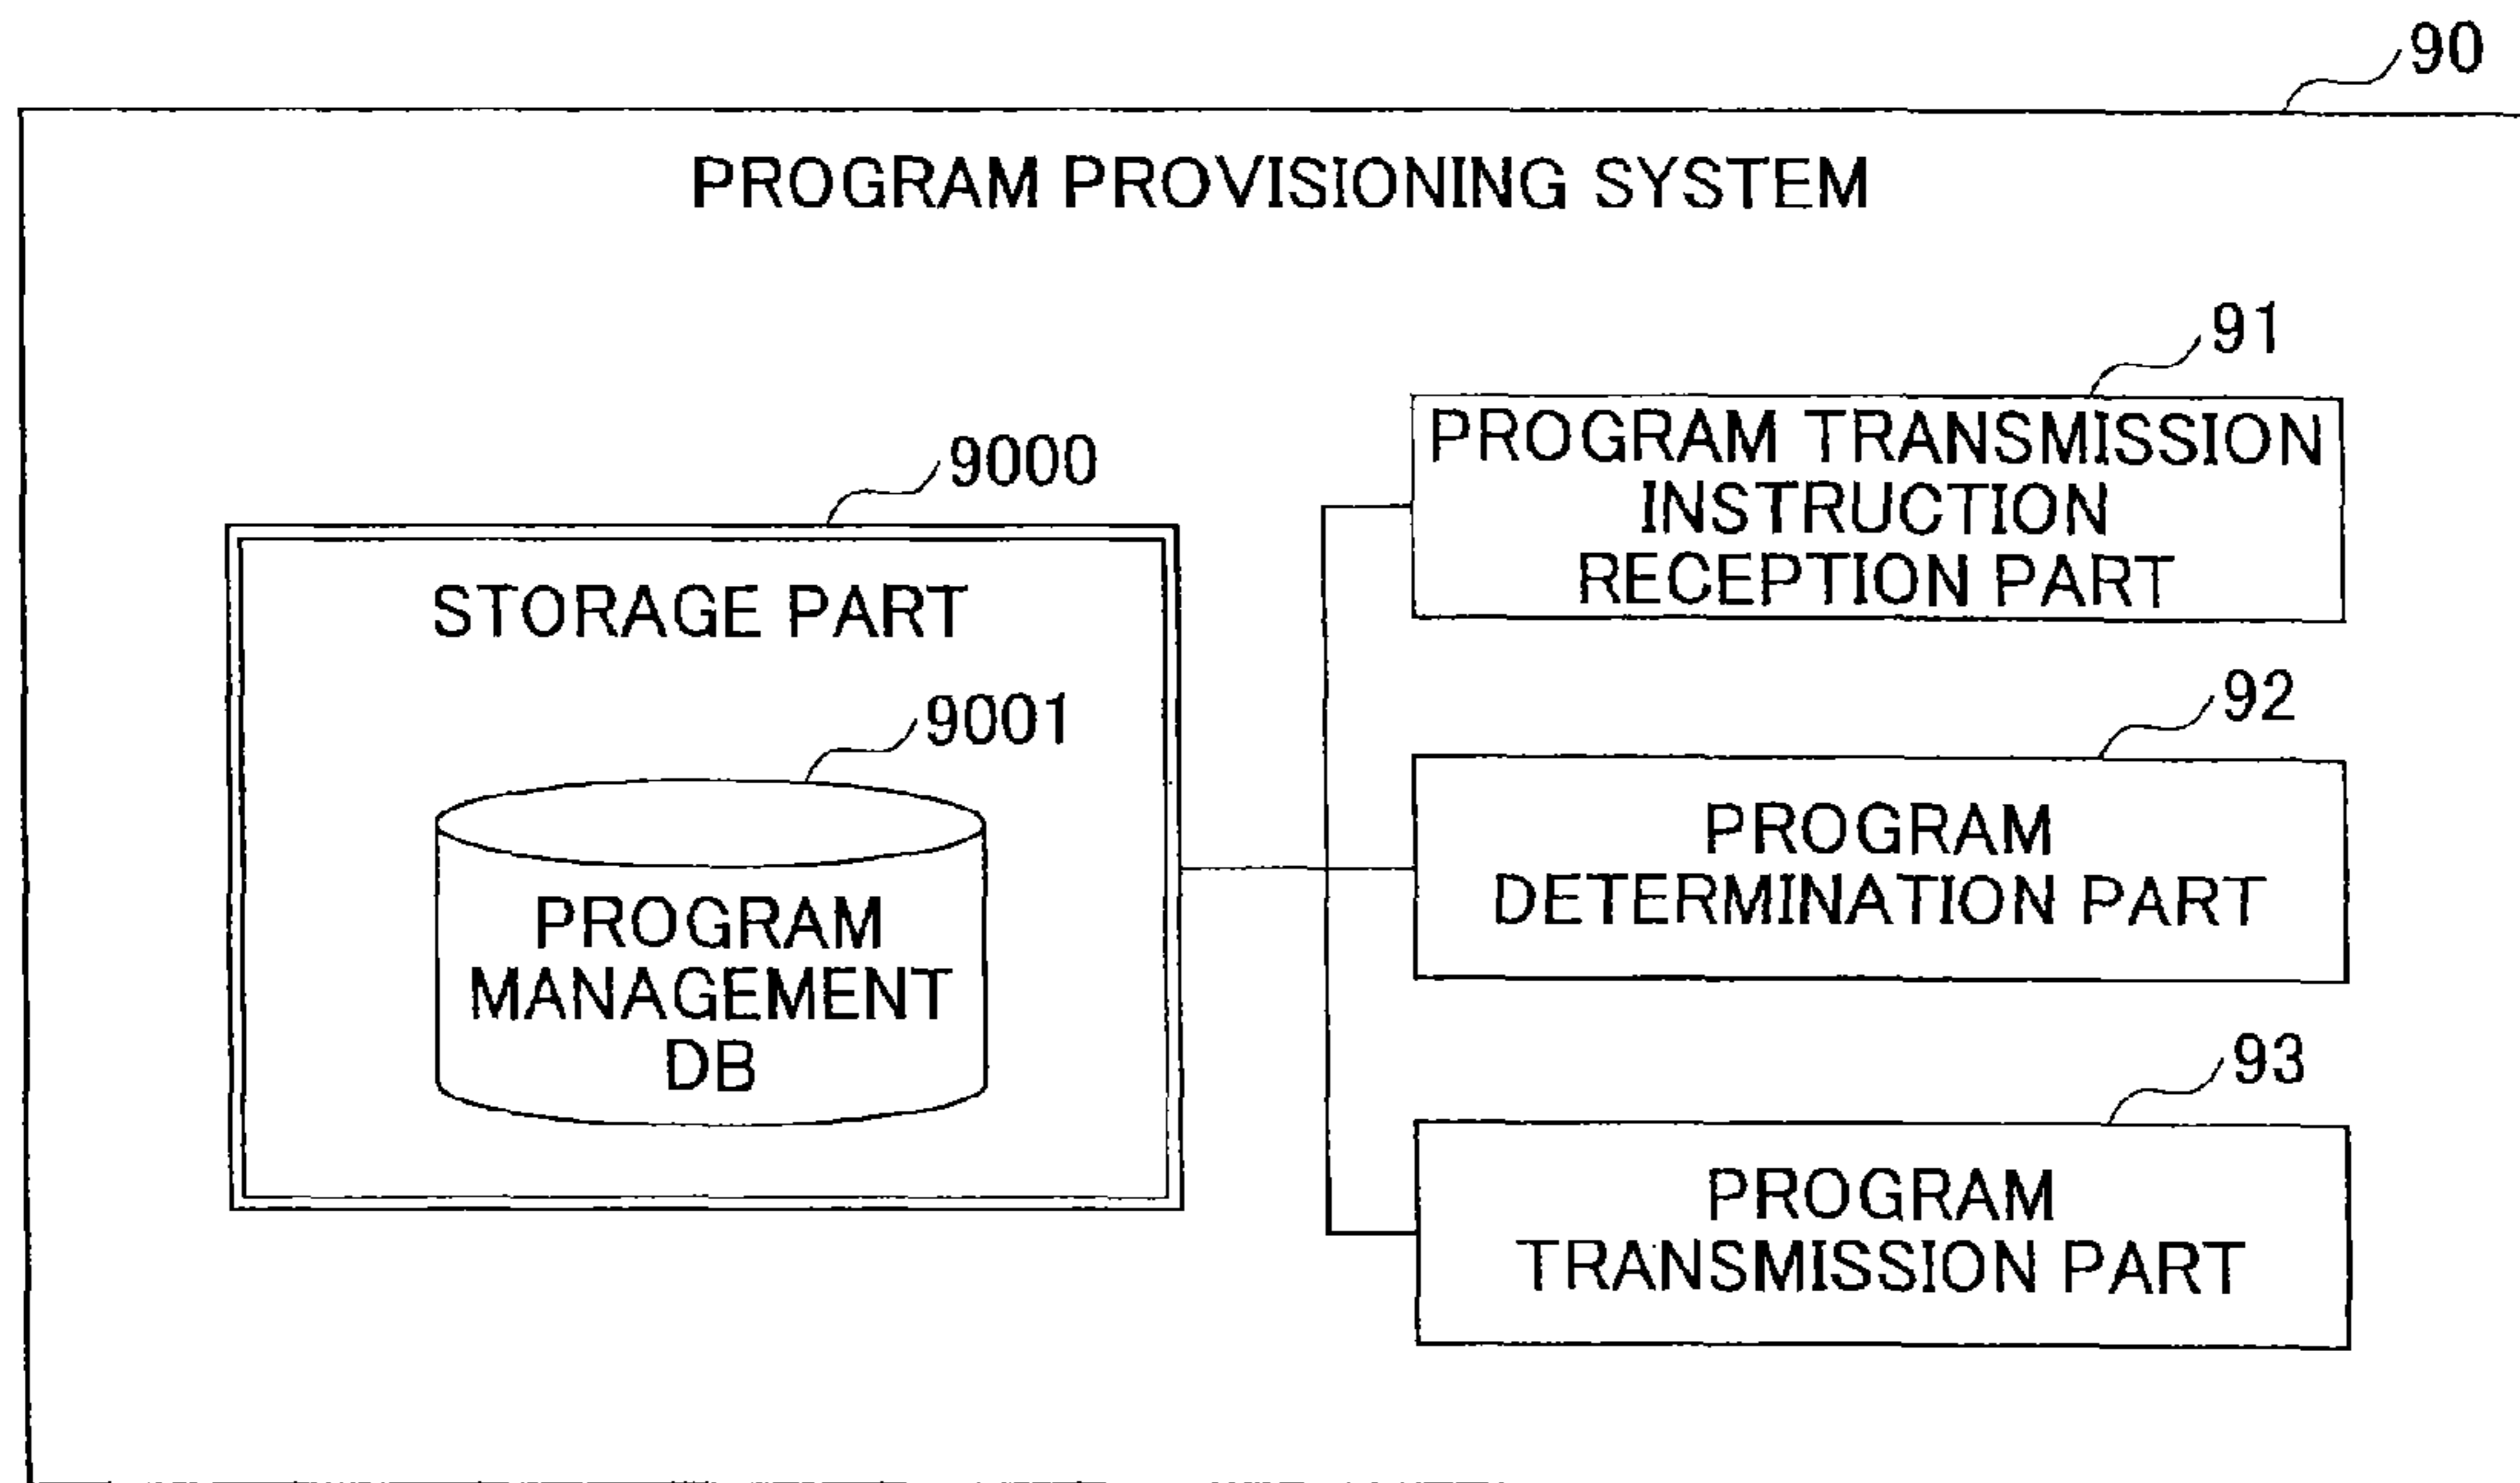 90
PROGRAM PROVISIONING SYSTEM
91
PROGRAM TRANSMISSION
INSTRUCTION
RECEPTION PART
9000
STORAGE PART
9001
PROGRAM
MANAGEMENT
DB
92
PROGRAM
DETERMINATION PART
93
PROGRAM
TRANSMISSION PART